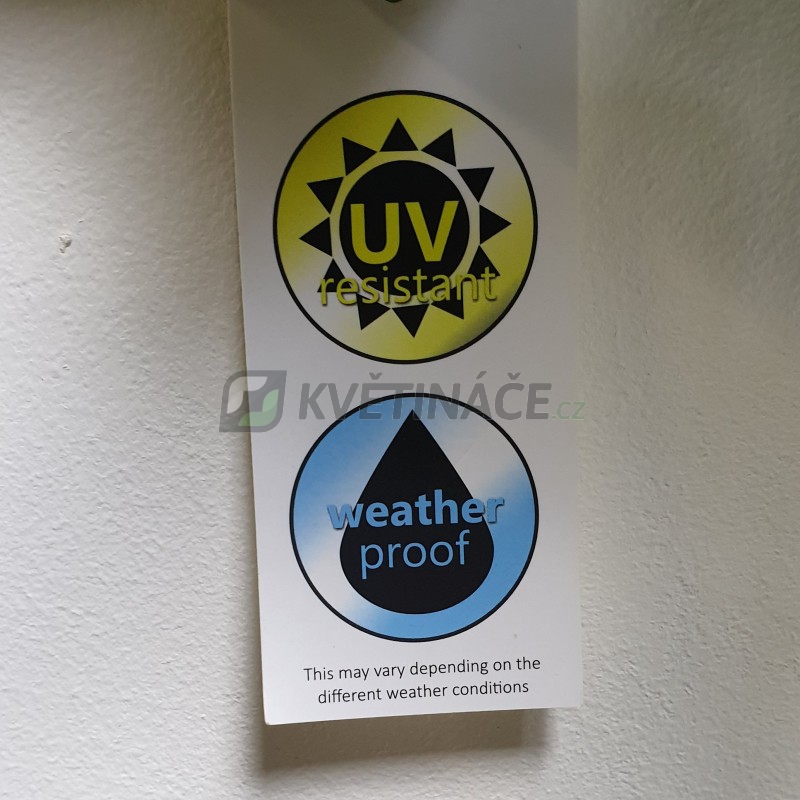 UV
resistant
KVĚTINÁČE.cz
weather
proof
This may vary depending on the
different weather conditions